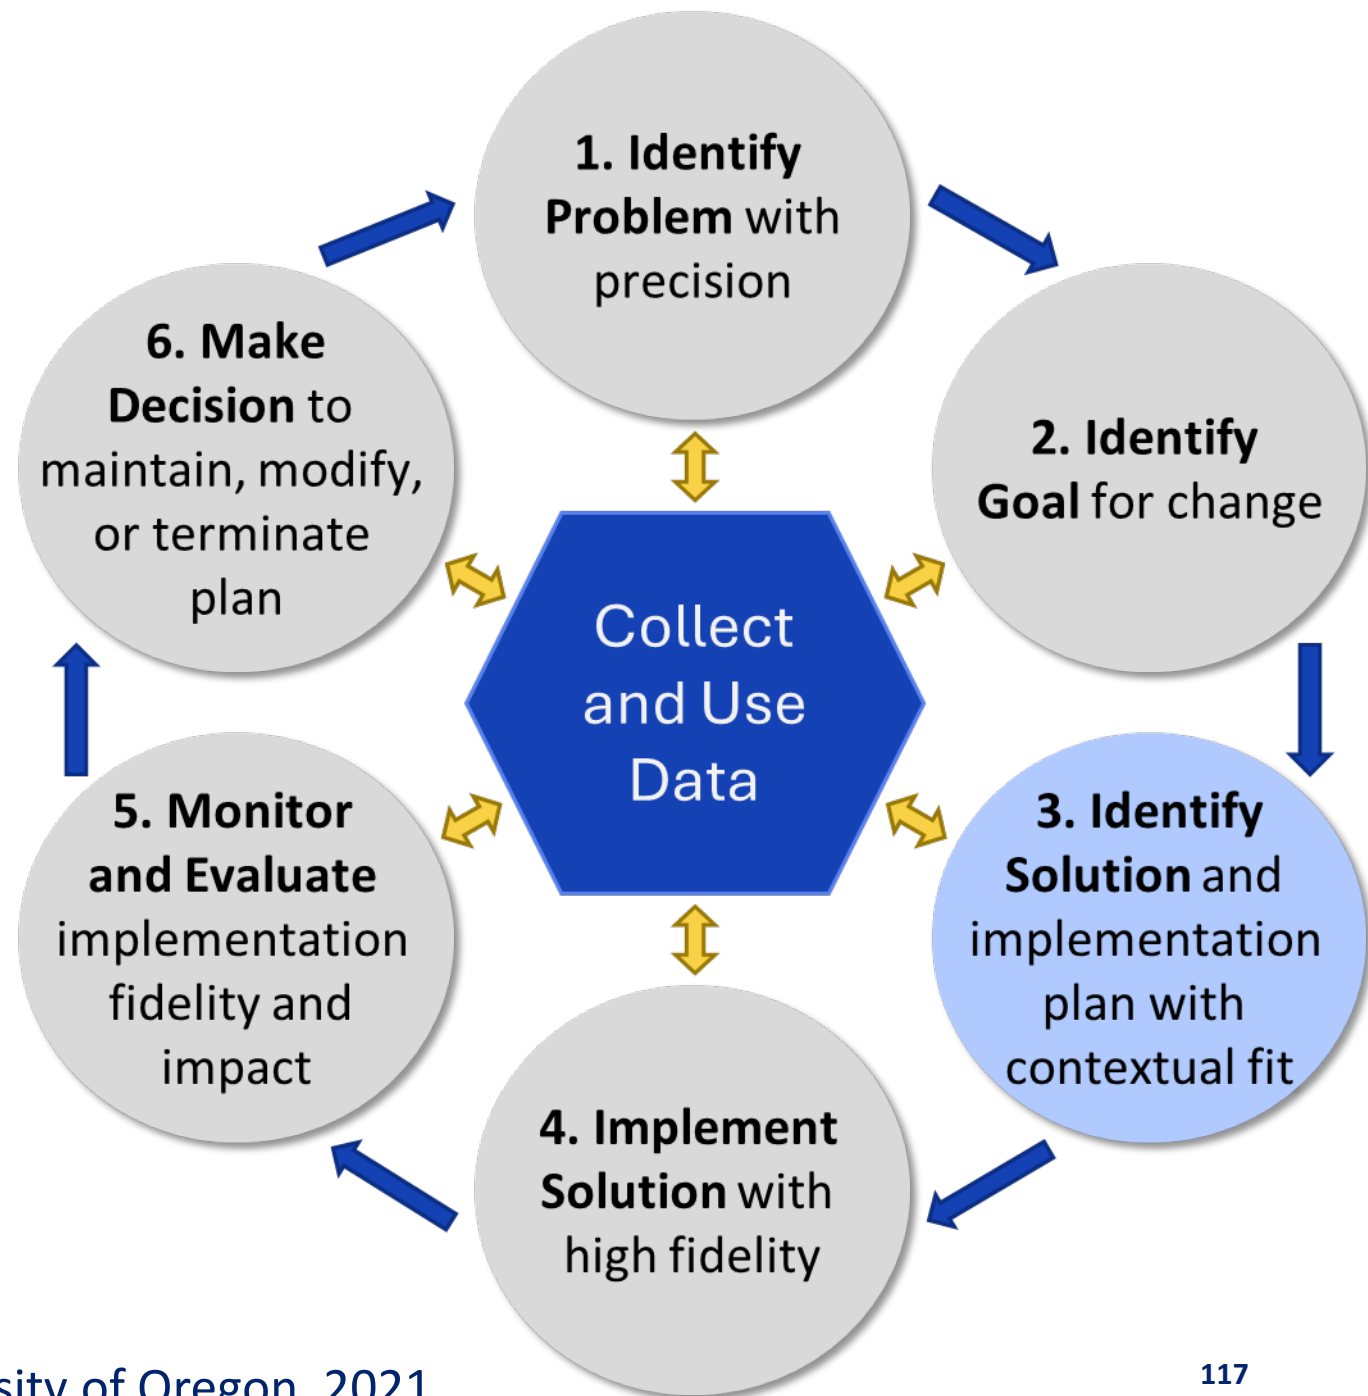 1. Identify
Problem with
precision
2. Identify
Goal for change
3. Identify
Solution and
implementation
plan with
contextual fit
4. Implement
Solution with
high fidelity
5. Monitor
and Evaluate
implementation
fidelity and
impact
6. Make
Decision to
maintain, modify,
or terminate
plan
Collect
and Use
Data
of Oregon, 2021
117